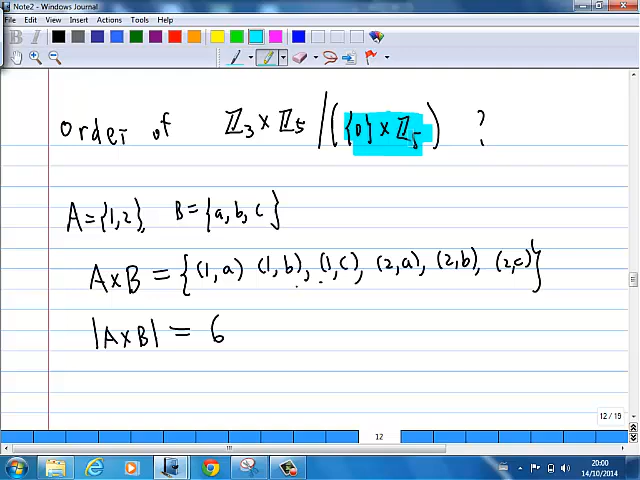 Note2 - Windows Journal
File Edit View Insert Actions Tools Help
B I
order of ℤ₃ × ℤ₅ / ({0} × ℤ₅) ?
A = {1,2}, B = {a, b, c}
A×B = {(1,a) (1,b), (1,c), (2,a), (2,b), (2,c)}
|A×B| = 6
12 / 19
12
20:00
14/10/2014